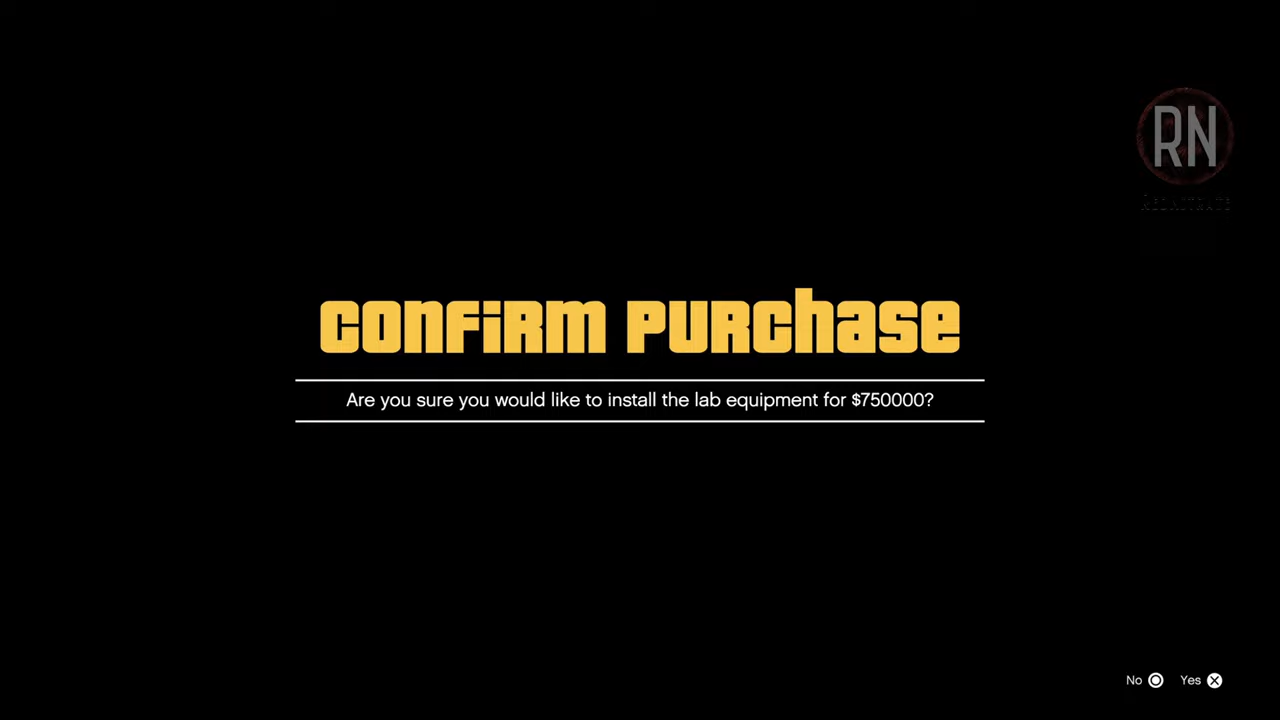 RN
CONFIRM PURCHASE
Are you sure you would like to install the lab equipment for $750000?
No Yes